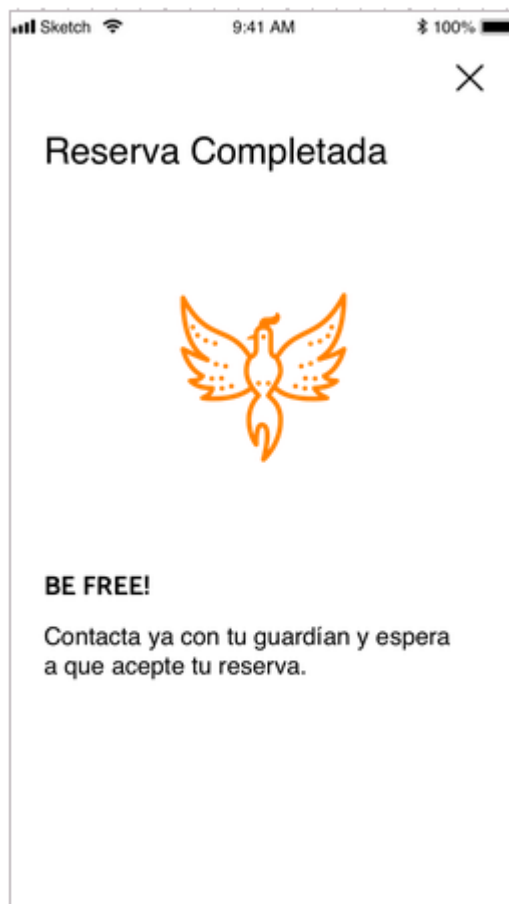 Sketch 9:41 AM 100%
Reserva Completada
BE FREE!
Contacta ya con tu guardían y espera
a que acepte tu reserva.